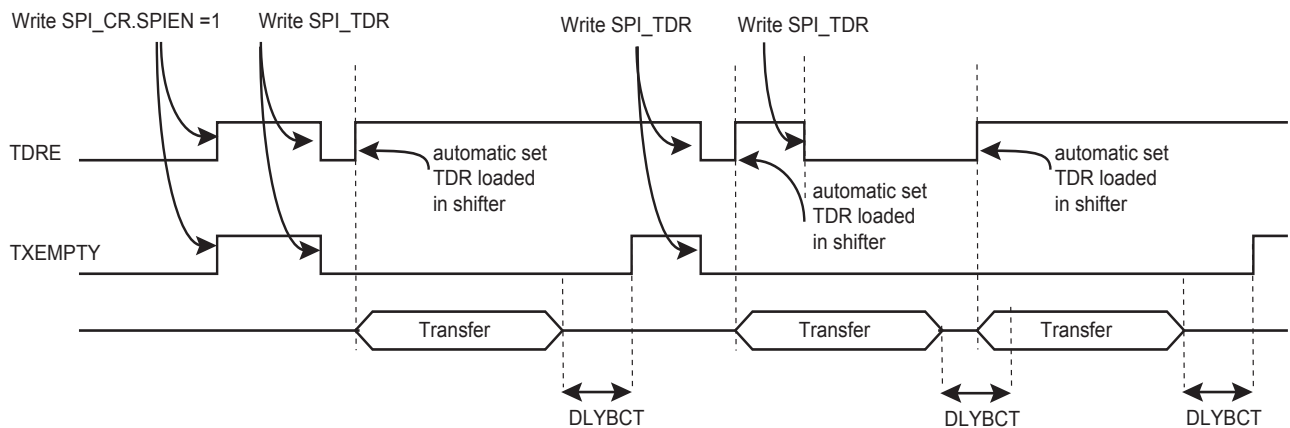 Write SPI_CR.SPIEN =1
Write SPI_TDR
Write SPI_TDR
Write SPI_TDR
TDRE
automatic set
TDR loaded
in shifter
automatic set
TDR loaded
in shifter
automatic set
TDR loaded
in shifter
TXEMPTY
Transfer
Transfer
Transfer
DLYBCT
DLYBCT
DLYBCT